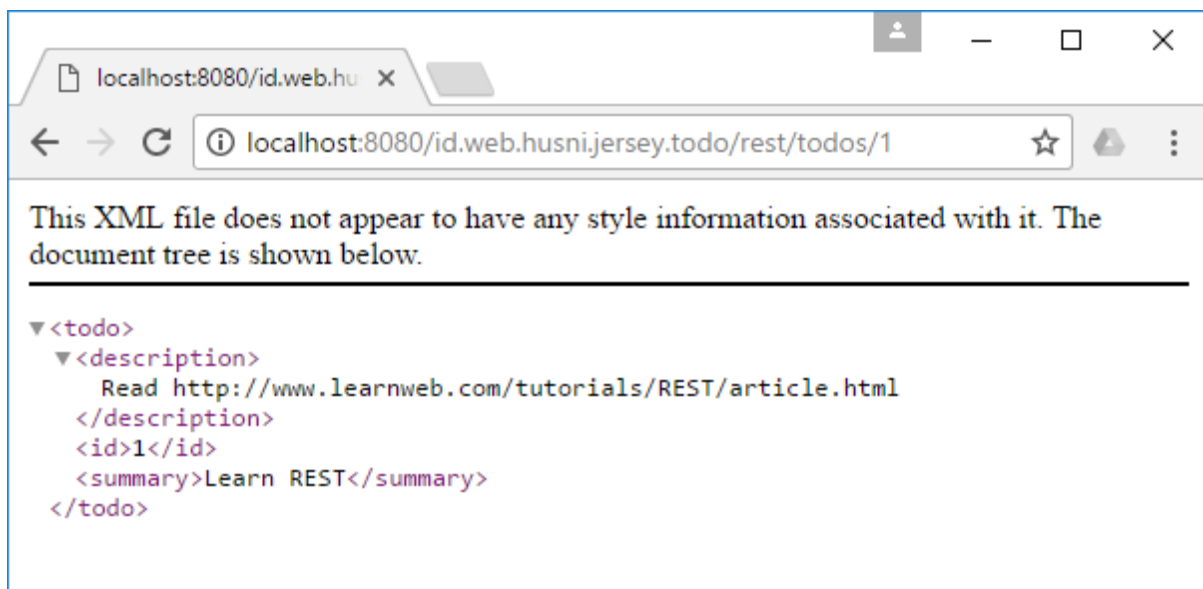 localhost:8080/id.web.hu
localhost:8080/id.web.husni.jersey.todo/rest/todos/1
This XML file does not appear to have any style information associated with it. The
document tree is shown below.
<todo>
<description>
Read http://www.learnweb.com/tutorials/REST/article.html
</description>
<id>1</id>
<summary>Learn REST</summary>
</todo>